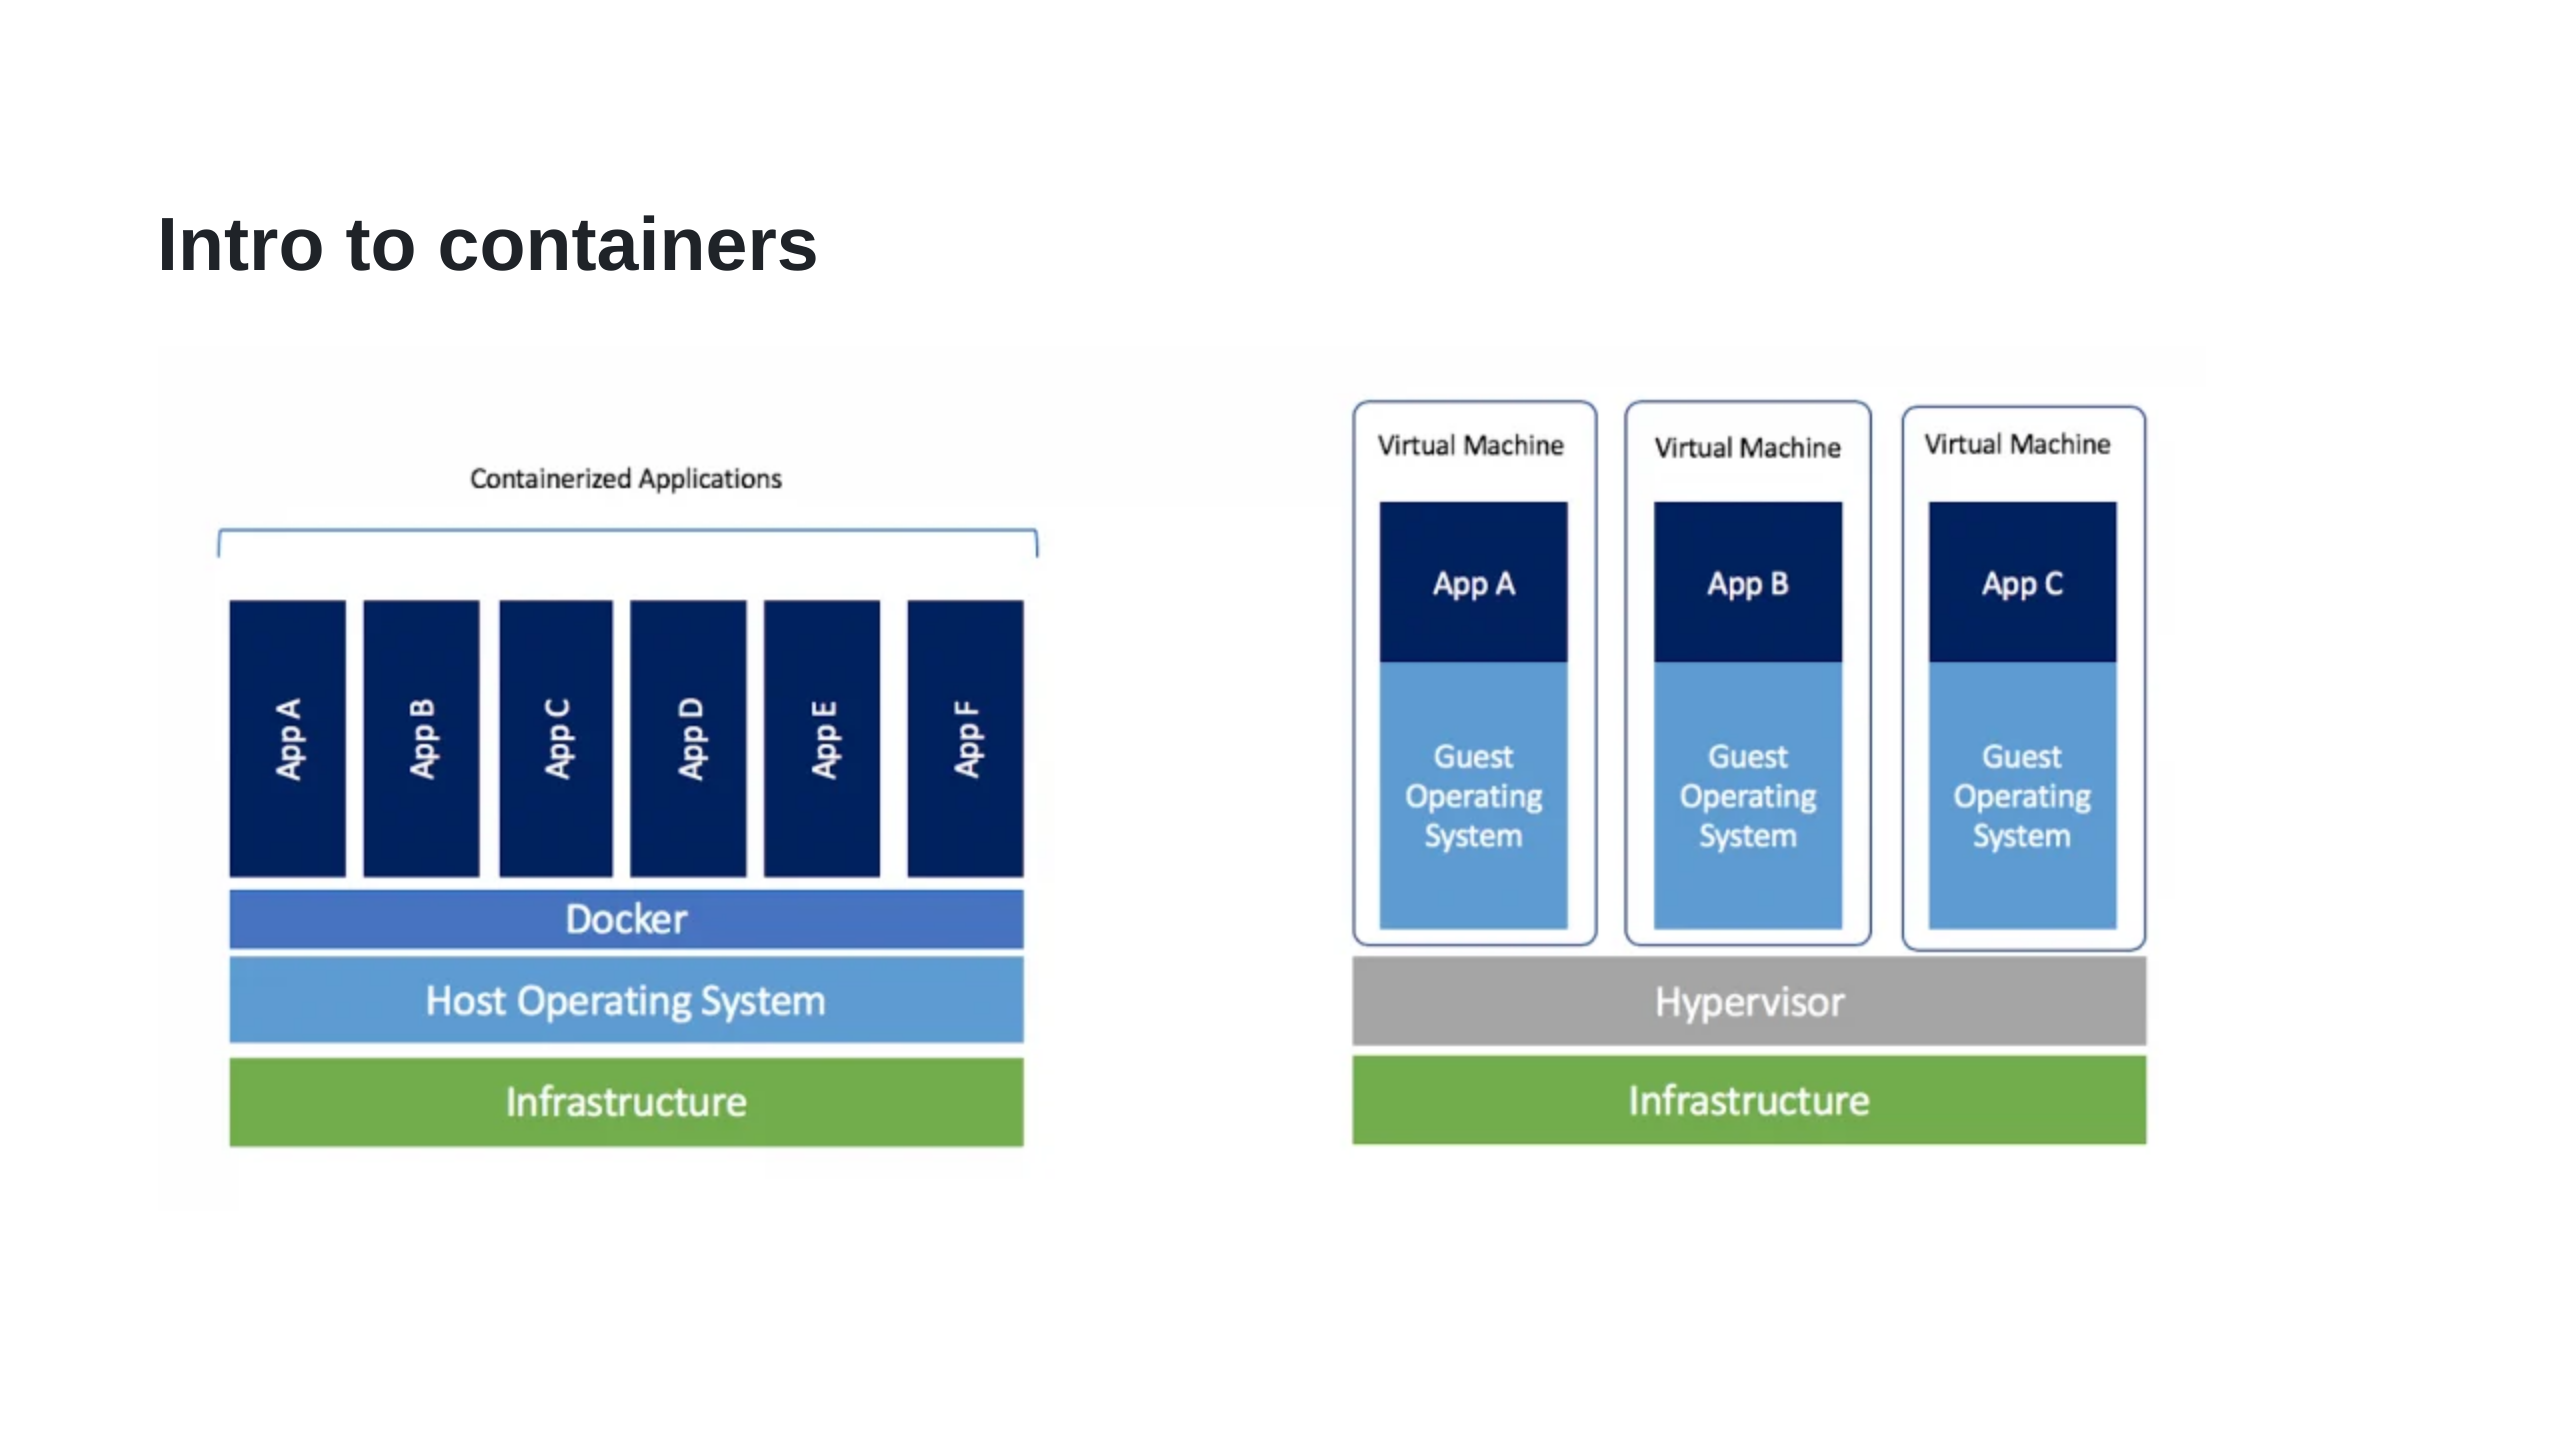 Intro to containers
Containerized Applications
App A
App B
App C
App D
App E
App F
Docker
Host Operating System
Infrastructure
Virtual Machine
App A
Guest
Operating
System
Virtual Machine
App B
Guest
Operating
System
Virtual Machine
App C
Guest
Operating
System
Hypervisor
Infrastructure